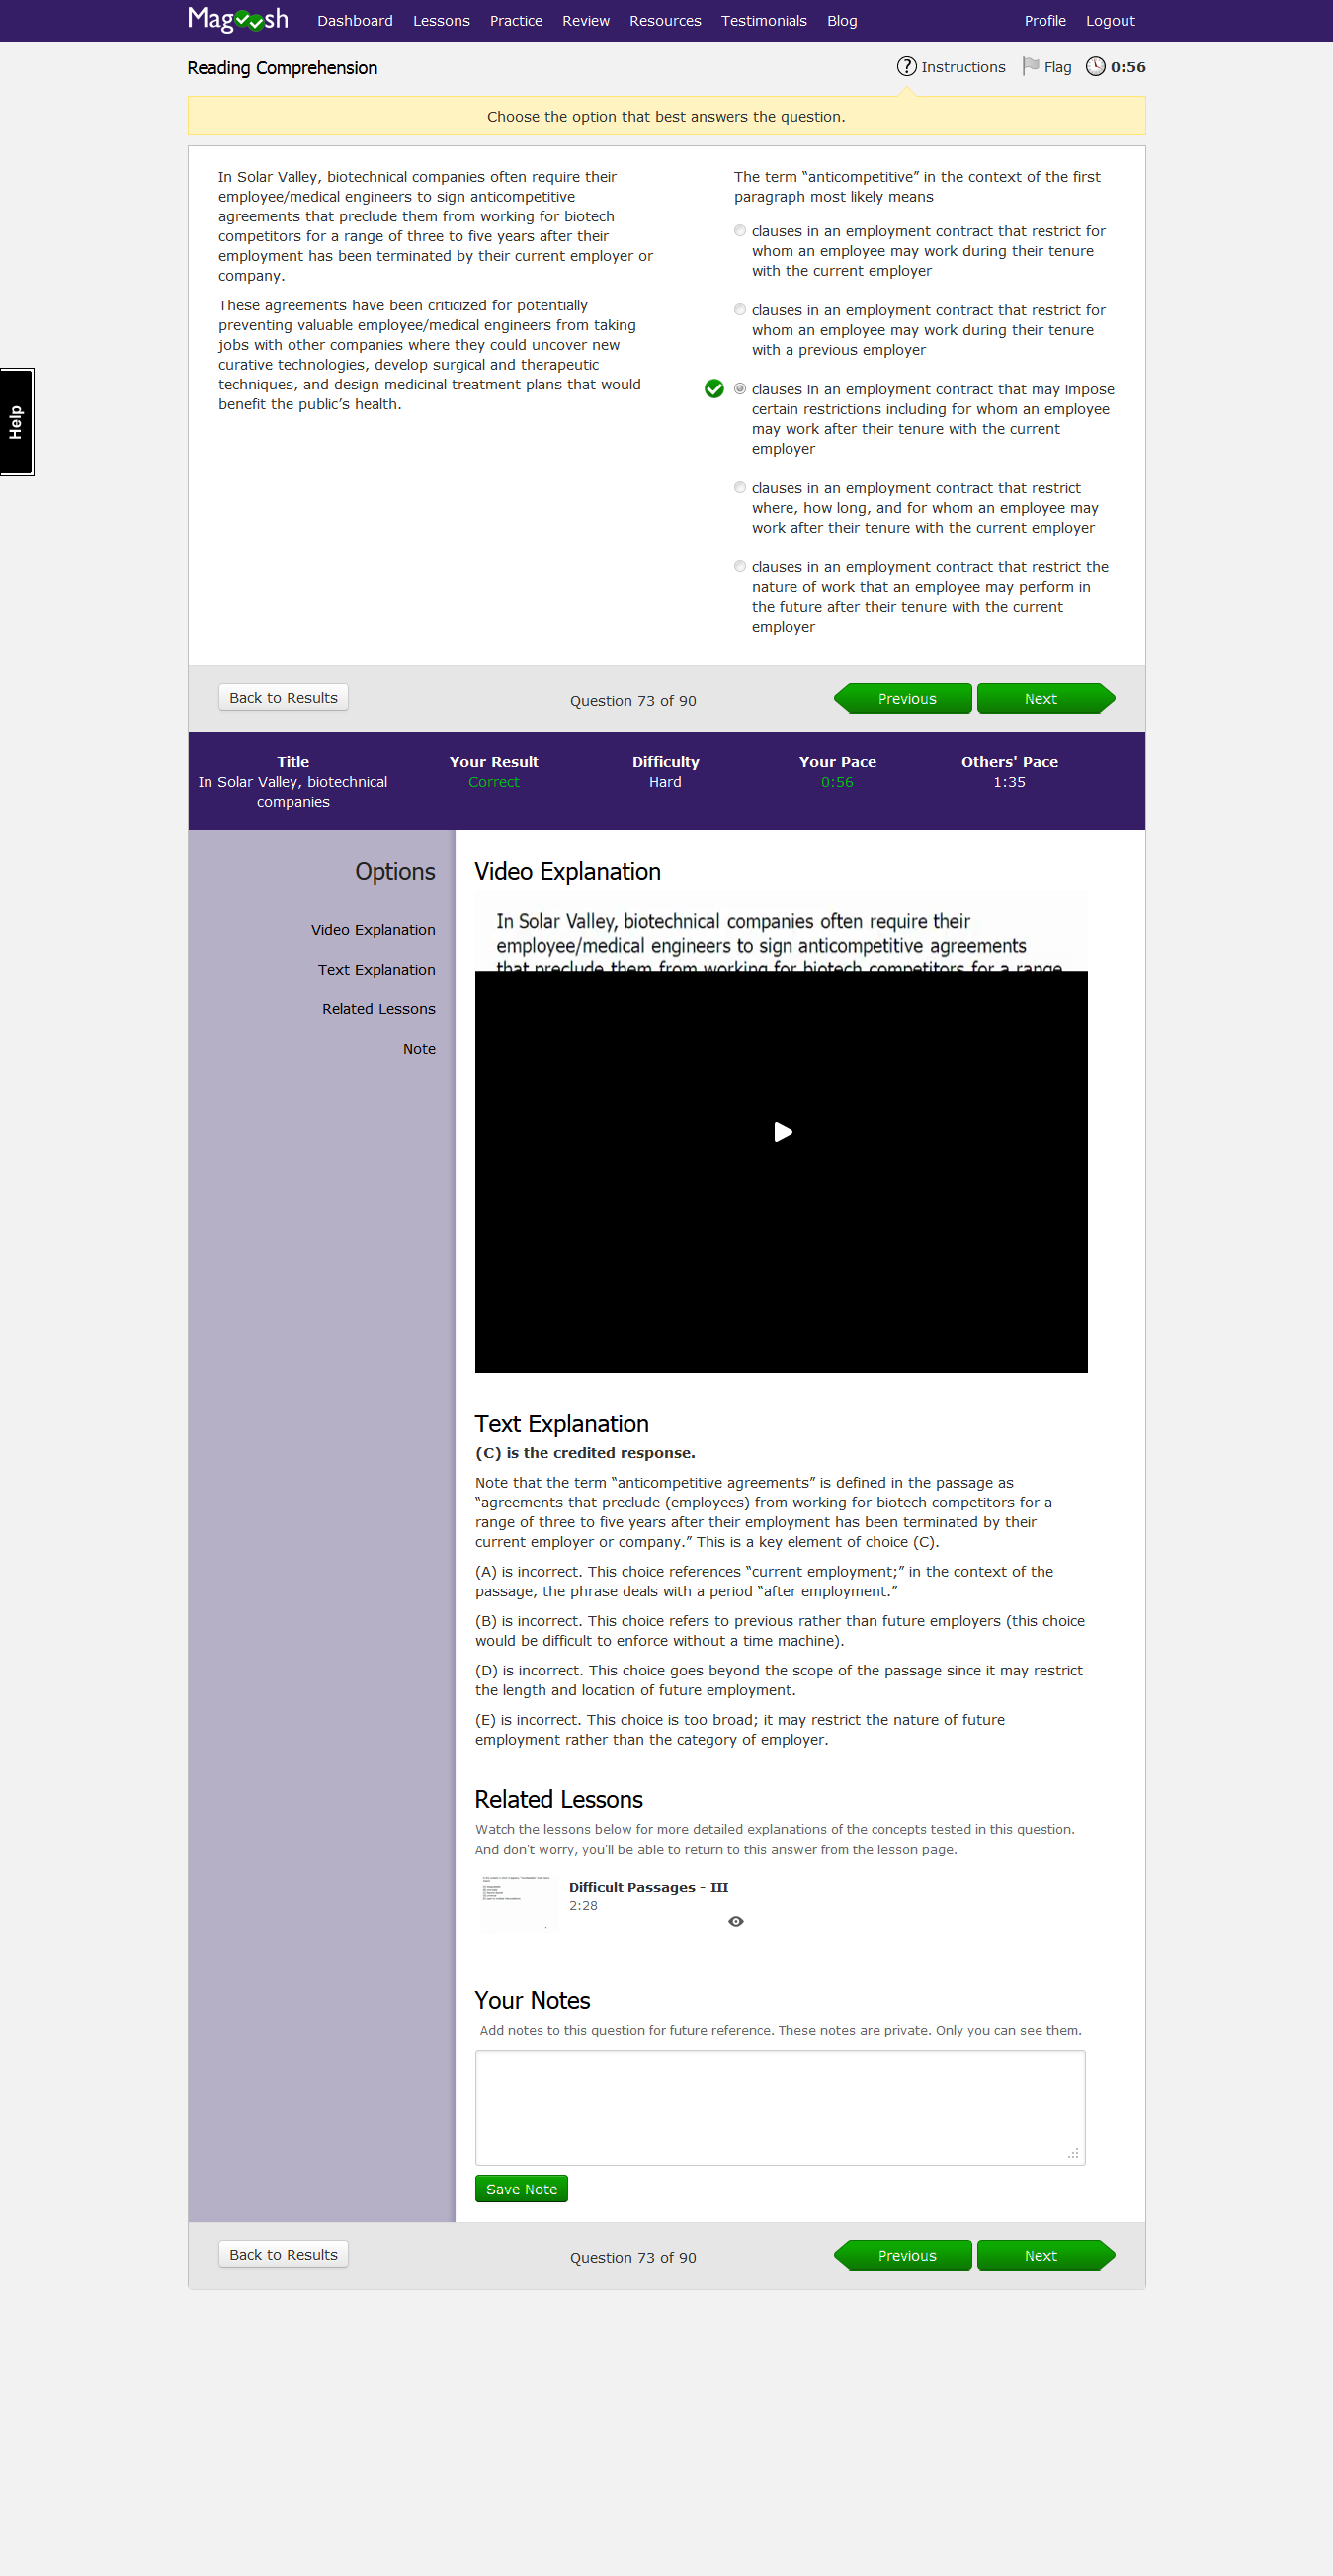 Magoosh Dashboard Lessons Practice Review Resources Testimonials Blog Profile Logout
Reading Comprehension
? Instructions Flag 0:56
Choose the option that best answers the question.
In Solar Valley, biotechnical companies often require their
employee/medical engineers to sign anticompetitive
agreements that preclude them from working for biotech
competitors for a range of three to five years after their
employment has been terminated by their current employer or
company.
These agreements have been criticized for potentially
preventing valuable employee/medical engineers from taking
jobs with other companies where they could uncover new
curative technologies, develop surgical and therapeutic
techniques, and design medicinal treatment plans that would
benefit the public’s health.
The term “anticompetitive” in the context of the first
paragraph most likely means
clauses in an employment contract that restrict for
whom an employee may work during their tenure
with the current employer
clauses in an employment contract that restrict for
whom an employee may work during their tenure
with a previous employer
clauses in an employment contract that may impose
certain restrictions including for whom an employee
may work after their tenure with the current
employer
clauses in an employment contract that restrict
where, how long, and for whom an employee may
work after their tenure with the current employer
clauses in an employment contract that restrict the
nature of work that an employee may perform in
the future after their tenure with the current
employer
Help
Back to Results Question 73 of 90 Previous Next
Title Your Result Difficulty Your Pace Others' Pace
In Solar Valley, biotechnical Correct Hard 0:56 1:35
companies
Options
Video Explanation
Text Explanation
Related Lessons
Note
Video Explanation
In Solar Valley, biotechnical companies often require their
employee/medical engineers to sign anticompetitive agreements
that preclude them from working for biotech competitors for a range
Text Explanation
(C) is the credited response.
Note that the term “anticompetitive agreements” is defined in the passage as
“agreements that preclude (employees) from working for biotech competitors for a
range of three to five years after their employment has been terminated by their
current employer or company.” This is a key element of choice (C).
(A) is incorrect. This choice references “current employment;” in the context of the
passage, the phrase deals with a period “after employment.”
(B) is incorrect. This choice refers to previous rather than future employers (this choice
would be difficult to enforce without a time machine).
(D) is incorrect. This choice goes beyond the scope of the passage since it may restrict
the length and location of future employment.
(E) is incorrect. This choice is too broad; it may restrict the nature of future
employment rather than the category of employer.
Related Lessons
Watch the lessons below for more detailed explanations of the concepts tested in this question.
And don't worry, you'll be able to return to this answer from the lesson page.
Difficult Passages - III
2:28
Your Notes
Add notes to this question for future reference. These notes are private. Only you can see them.
Save Note
Back to Results Question 73 of 90 Previous Next